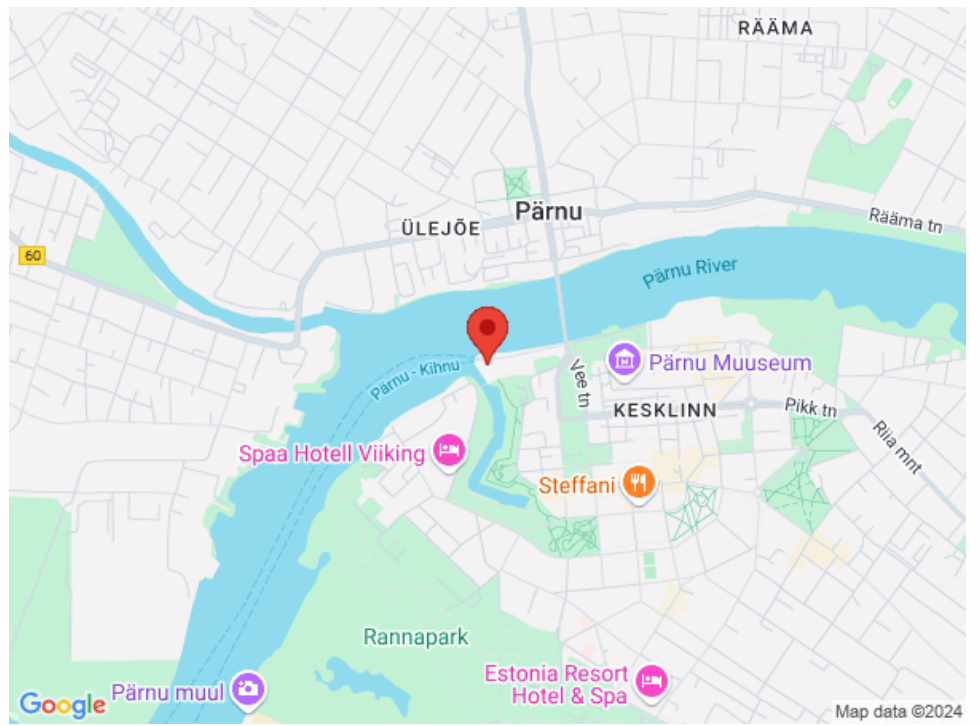 RÄÄMA
Pärnu
ÜLEJÕE
Rääma tn
60
Pärnu River
Pärnu - Kihnu
Vee tn
Pärnu Muuseum
KESKLINN
Pikk tn
Riia mnt
Spaa Hotell Viiking
Steffani
Rannapark
Estonia Resort
Hotel & Spa
Pärnu muul
Google
Map data ©2024